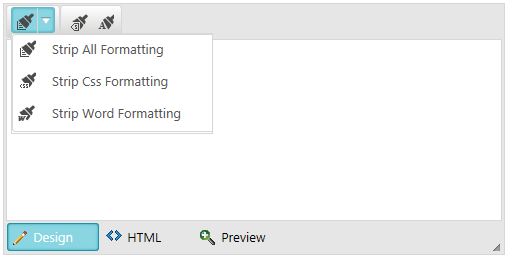 Strip All Formatting
Strip Css Formatting
Strip Word Formatting
Design HTML Preview